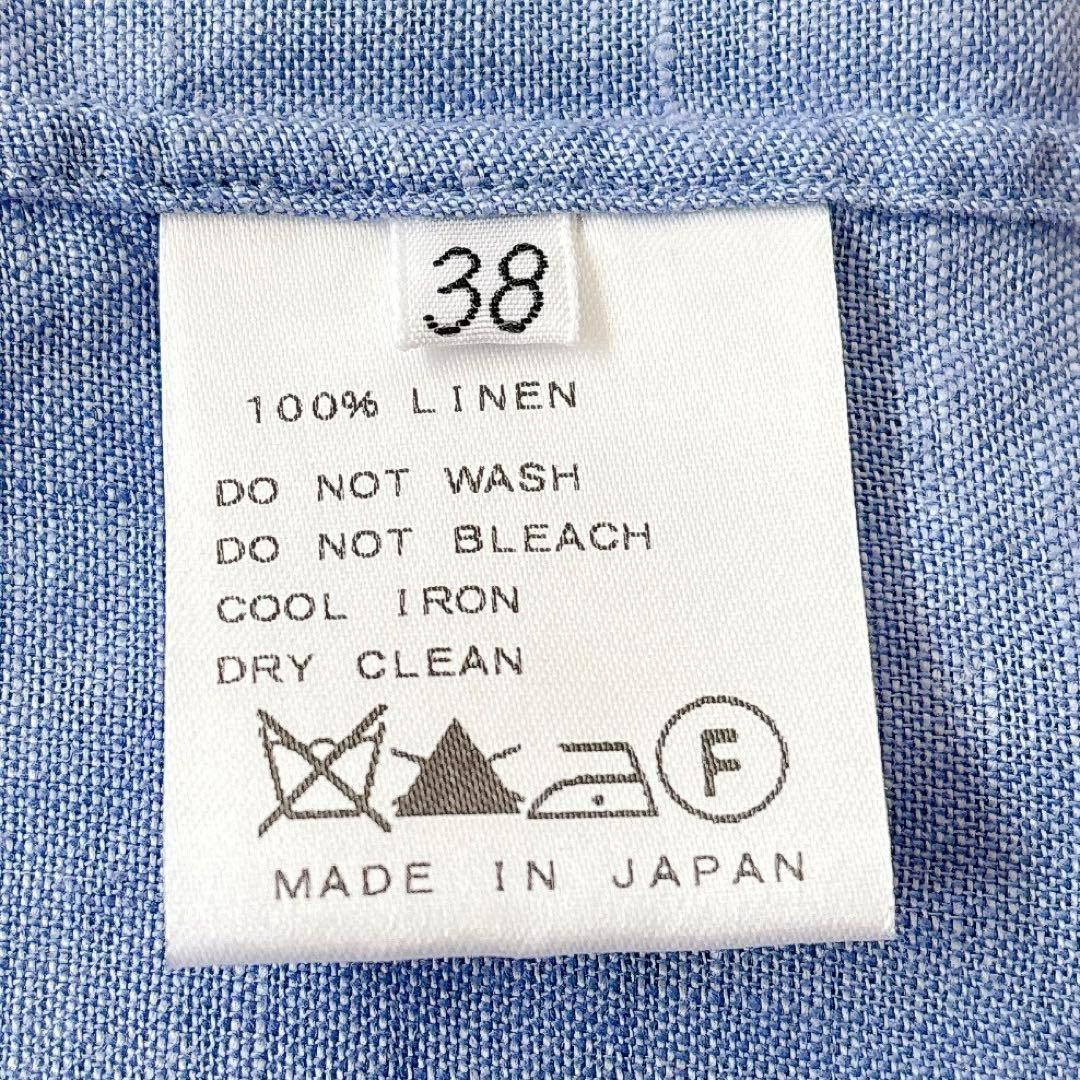 38
100% LINEN
DO NOT WASH
DO NOT BLEACH
COOL IRON
DRY CLEAN
F
MADE IN JAPAN